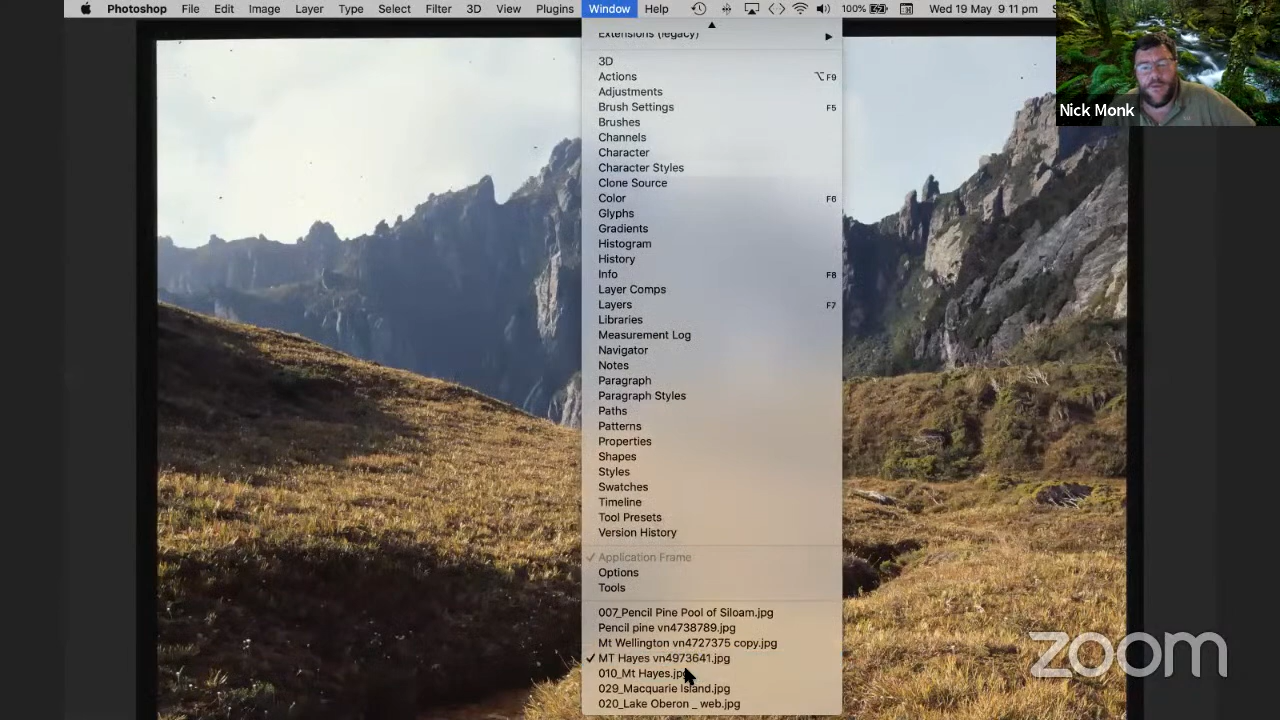 Photoshop File Edit Image Layer Type Select Filter 3D View Plugins Window Help 100% Wed 19 May 9:11 pm
Extensions (legacy)
3D
Actions ⌥F9
Adjustments
Brush Settings F5
Brushes
Channels
Character
Character Styles
Clone Source
Color F6
Glyphs
Gradients
Histogram
History
Info F8
Layer Comps
Layers F7
Libraries
Measurement Log
Navigator
Notes
Paragraph
Paragraph Styles
Paths
Patterns
Properties
Shapes
Styles
Swatches
Timeline
Tool Presets
Version History
Application Frame
Options
Tools
007_Pencil Pine Pool of Siloam.jpg
Pencil pine vn4738789.jpg
Mt Wellington vn4727375 copy.jpg
MT Hayes vn4973641.jpg
010_Mt Hayes.jpg
029_Macquarie Island.jpg
020_Lake Oberon _ web.jpg
Nick Monk
zoom